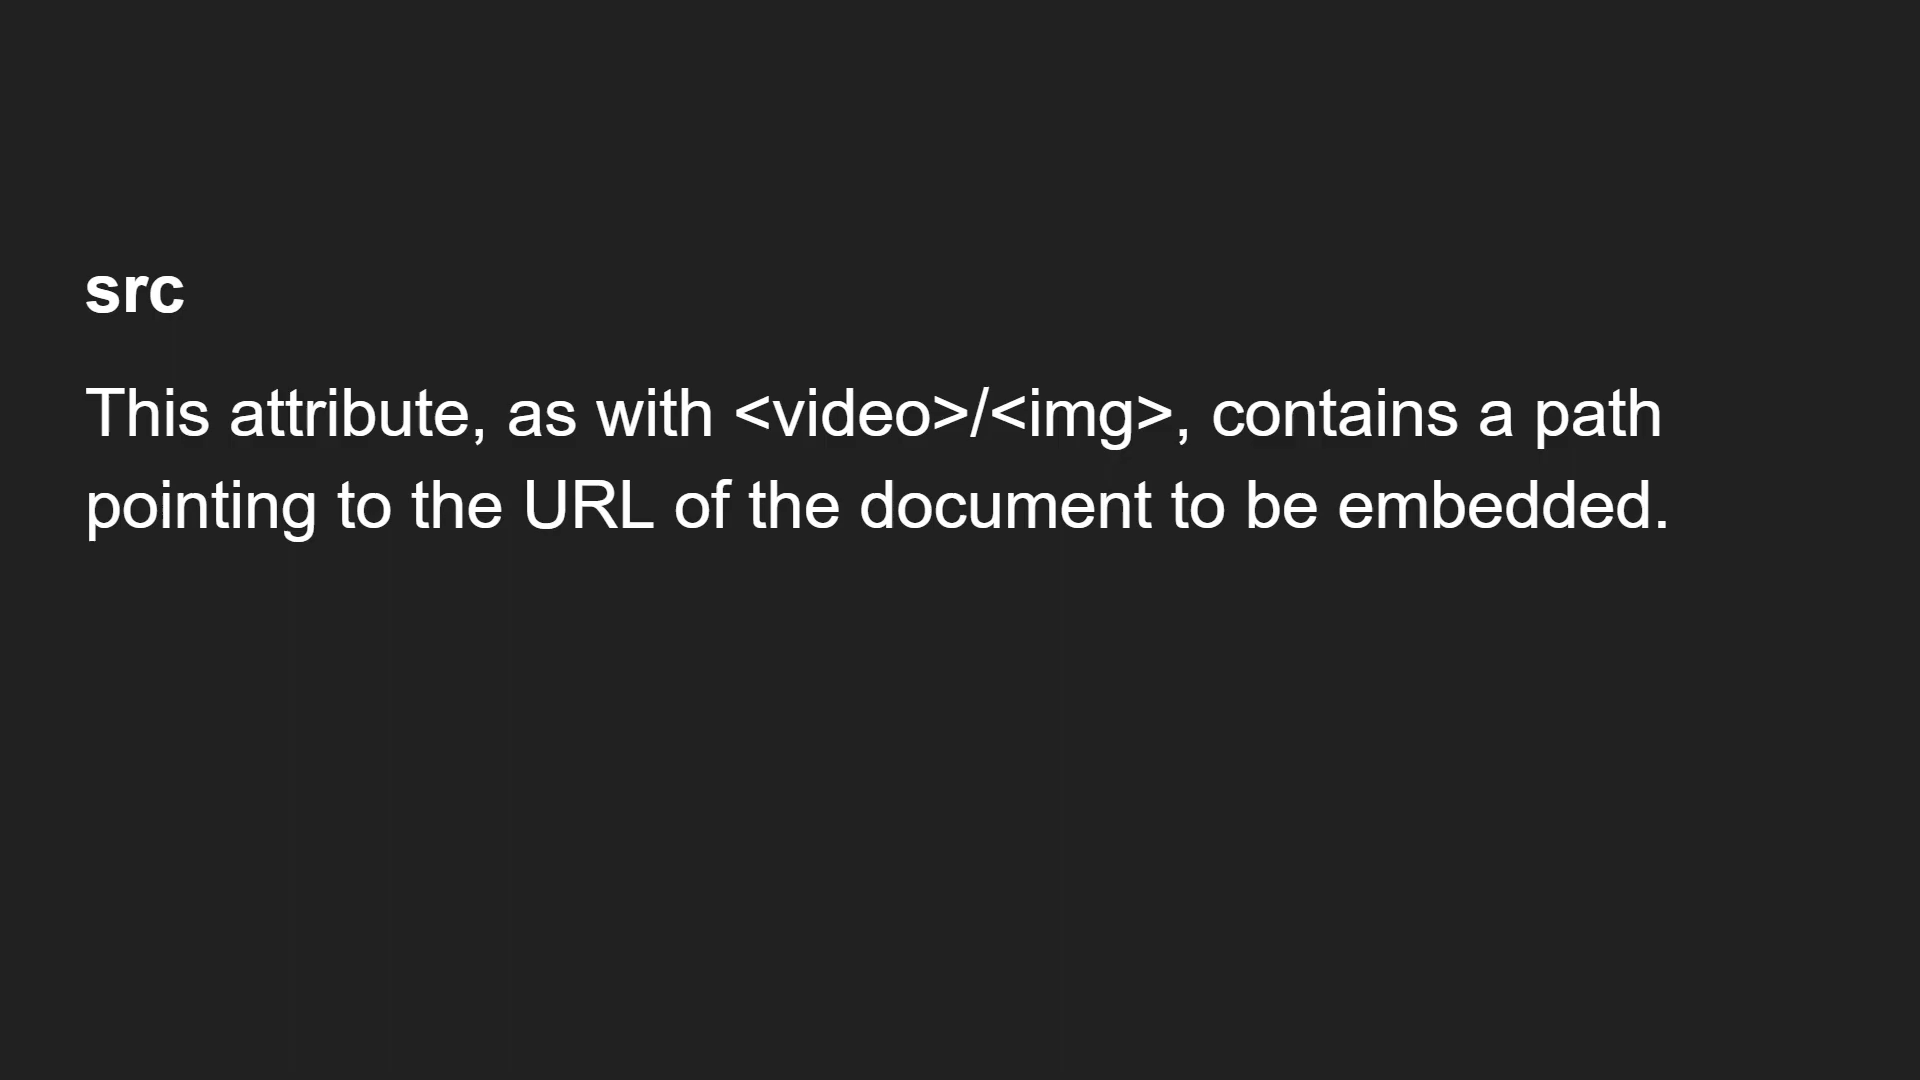 src
This attribute, as with <video>/<img>, contains a path
pointing to the URL of the document to be embedded.